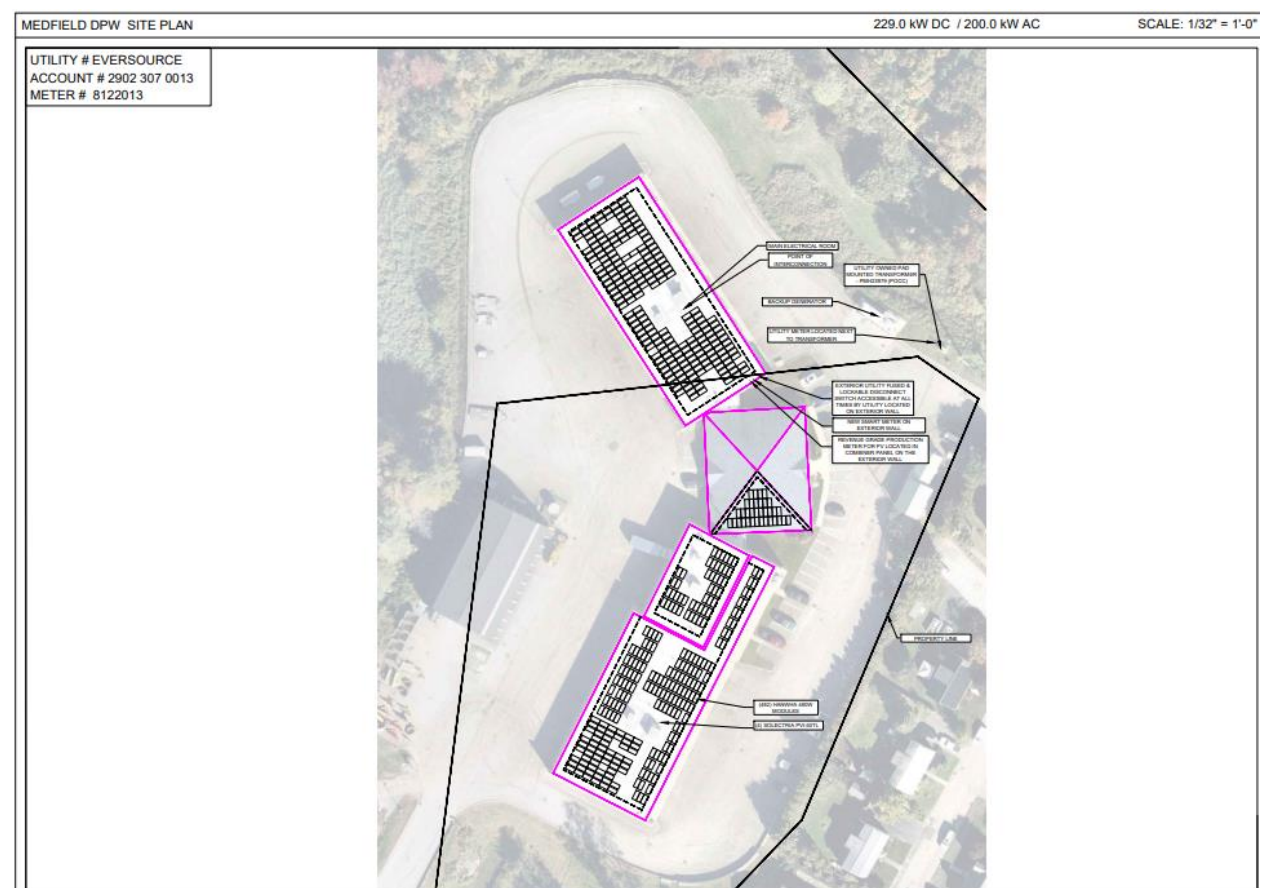 MEDFIELD DPW SITE PLAN
229.0 kW DC / 200.0 kW AC
SCALE: 1/32" = 1'-0"
UTILITY # EVERSOURCE
ACCOUNT # 2902 307 0013
METER # 8122013
MAIN ELECTRICAL ROOM
POINT OF
INTERCONNECTION
UTILITY OWNED PAD
MOUNTED TRANSFORMER
(POCC)
BACKUP GENERATOR
UTILITY METER LOCATED NEXT
TO TRANSFORMER
EXTERIOR UTILITY FUSED &
LOCKABLE DISCONNECT
SWITCH ACCESSIBLE AT ALL
TIMES BY UTILITY LOCATED
ON EXTERIOR WALL
NEW SMART METER ON
EXTERIOR WALL
REVENUE GRADE PRODUCTION
METER FOR PV LOCATED IN
COMBINER PANEL ON THE
EXTERIOR WALL
PROPERTY LINE
HANWHA
MODULES
SOLECTRIA